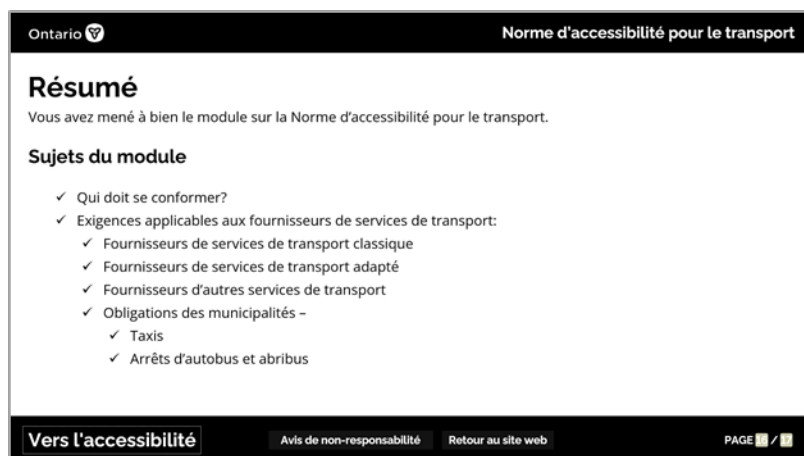 Ontario
Norme d'accessibilité pour le transport
Résumé
Vous avez mené à bien le module sur la Norme d'accessibilité pour le transport.
Sujets du module
✓ Qui doit se conformer?
✓ Exigences applicables aux fournisseurs de services de transport:
✓ Fournisseurs de services de transport classique
✓ Fournisseurs de services de transport adapté
✓ Fournisseurs d'autres services de transport
✓ Obligations des municipalités –
✓ Taxis
✓ Arrêts d'autobus et abribus
Vers l'accessibilité
Avis de non-responsabilité
Retour au site web
PAGE 16 / 17